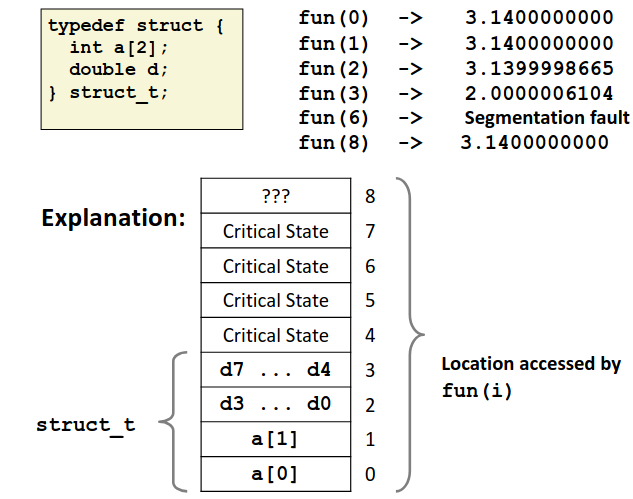 typedef struct {
int a[2];
double d;
} struct_t;
fun(0) -> 3.1400000000
fun(1) -> 3.1400000000
fun(2) -> 3.1399998665
fun(3) -> 2.0000006104
fun(6) -> Segmentation fault
fun(8) -> 3.1400000000
Explanation:
??? 8
Critical State 7
Critical State 6
Critical State 5
Critical State 4
d7 ... d4 3
d3 ... d0 2
a[1] 1
a[0] 0
struct_t
Location accessed by
fun(i)